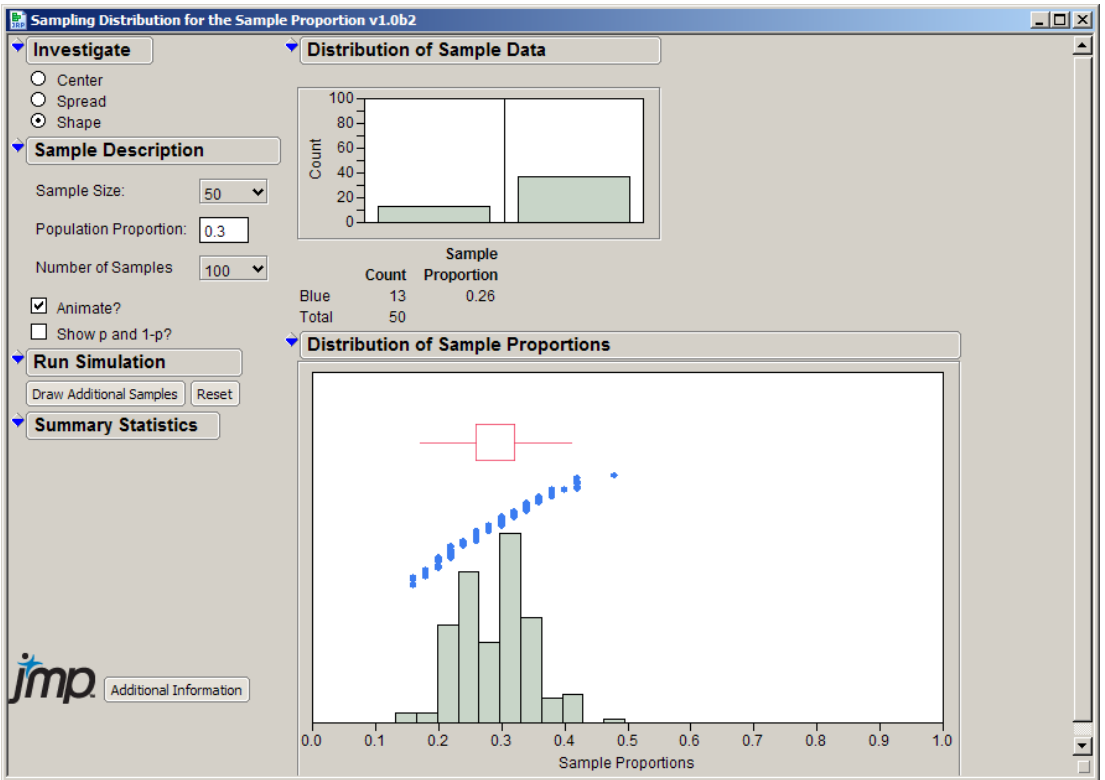 Sampling Distribution for the Sample Proportion v1.0b2
Investigate
Center
Spread
Shape
Sample Description
Sample Size: 50
Population Proportion: 0.3
Number of Samples 100
Animate?
Show p and 1-p?
Run Simulation
Draw Additional Samples Reset
Summary Statistics
jmp.
Additional Information
Distribution of Sample Data
100
80
60
40
20
0
Count
Sample
Count Proportion
Blue 13 0.26
Total 50
Distribution of Sample Proportions
0.0 0.1 0.2 0.3 0.4 0.5 0.6 0.7 0.8 0.9 1.0
Sample Proportions